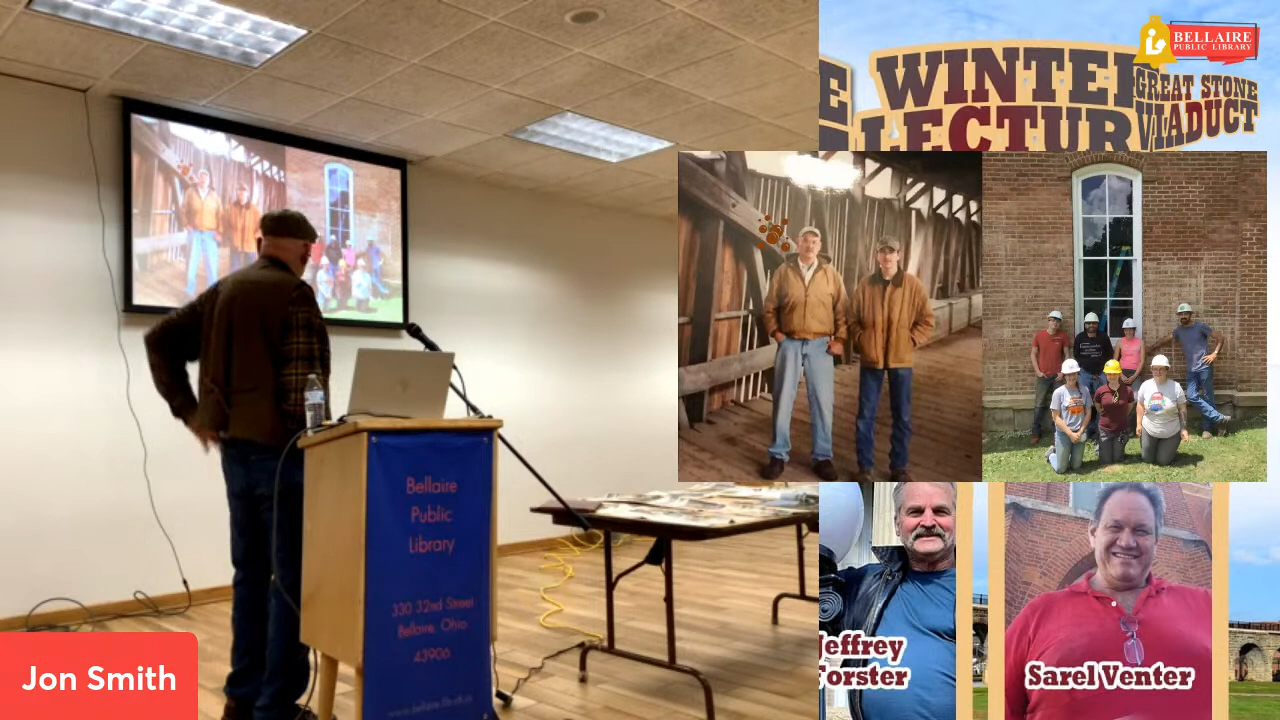 BELLAIRE
PUBLIC LIBRARY
E WINTER
GREAT STONE
VIADUCT
LECTUR
Bellaire
Public
Library
330 32nd Street
Bellaire, Ohio
43906
Jeffrey
Forster
Sarel Venter
Jon Smith